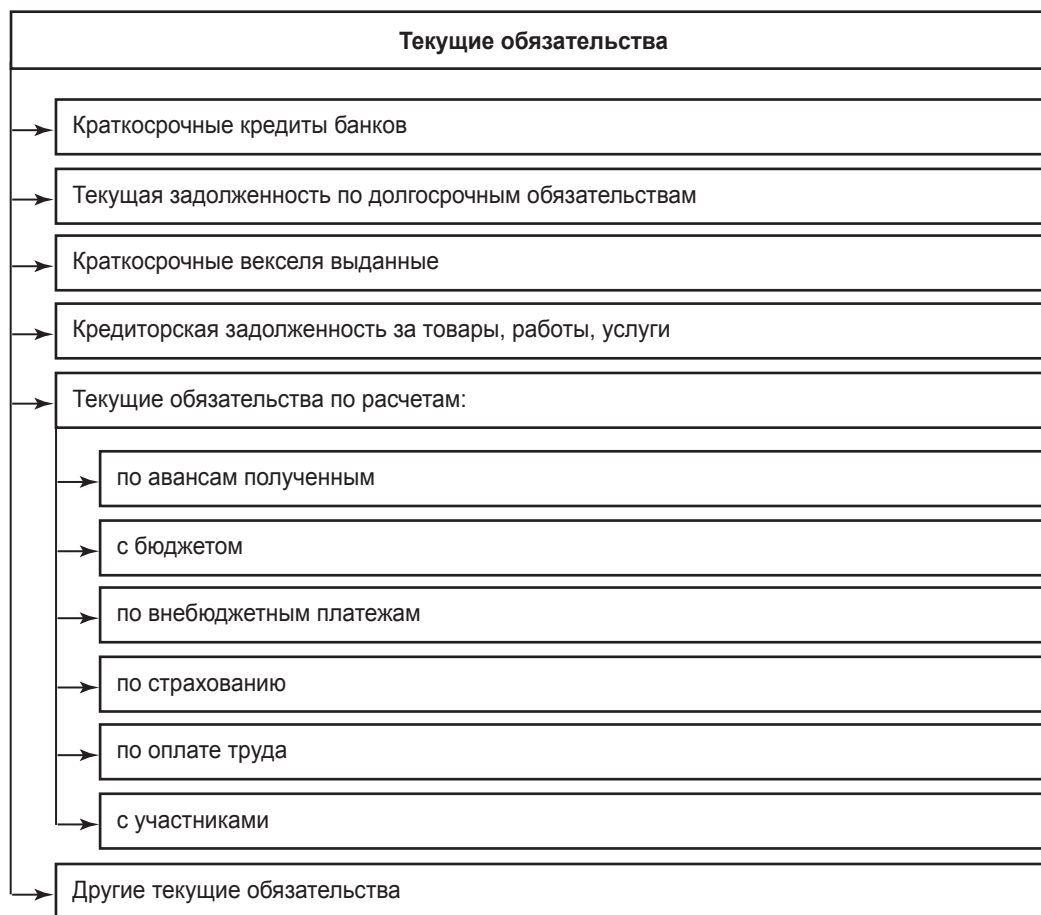 Текущие обязательства
Краткосрочные кредиты банков
Текущая задолженность по долгосрочным обязательствам
Краткосрочные векселя выданные
Кредиторская задолженность за товары, работы, услуги
Текущие обязательства по расчетам:
по авансам полученным
с бюджетом
по внебюджетным платежам
по страхованию
по оплате труда
с участниками
Другие текущие обязательства